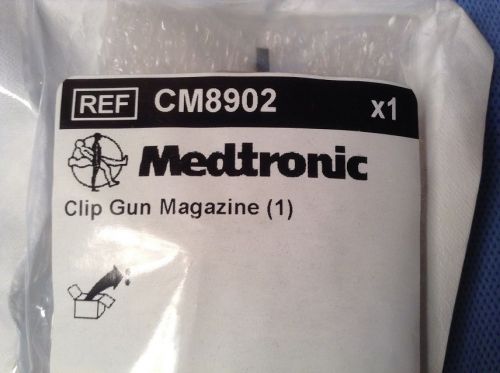 REF CM8902 x1
Medtronic
Clip Gun Magazine (1)